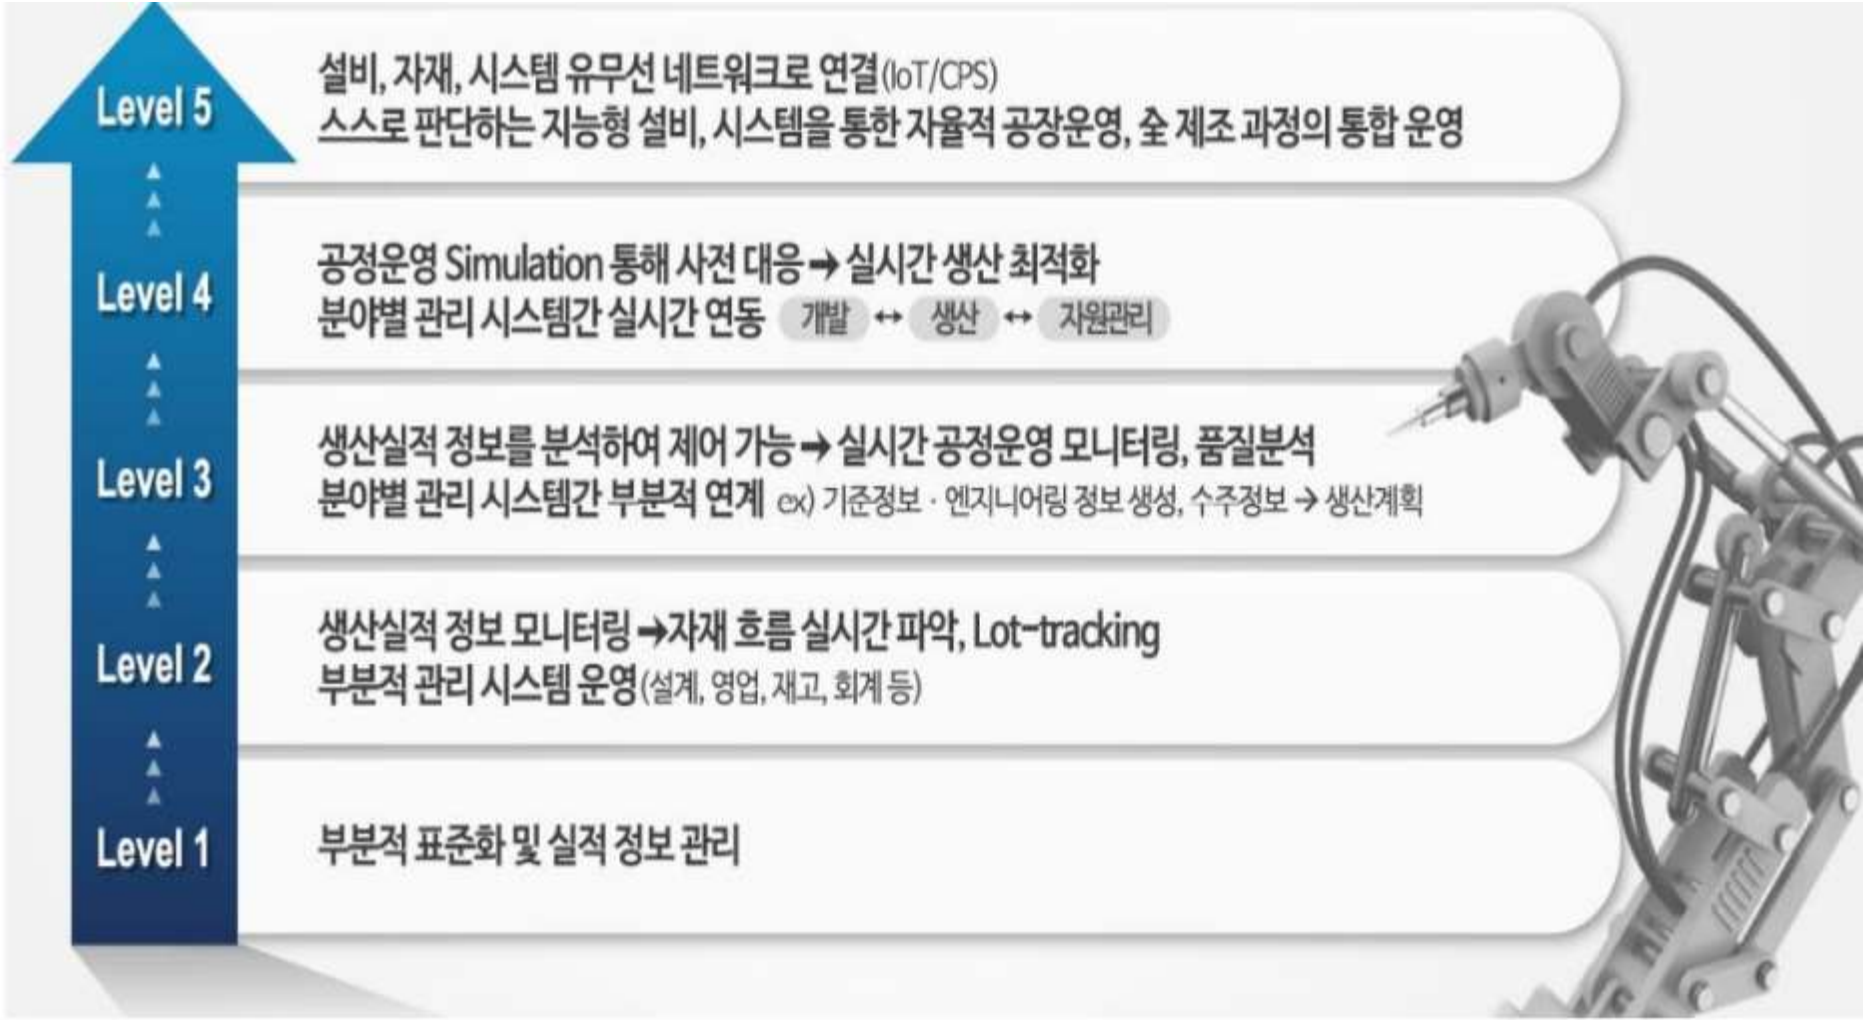 Level 5
설비, 자재, 시스템 유무선 네트워크로 연결(IoT/CPS)
스스로 판단하는 지능형 설비, 시스템을 통한 자율적 공장운영, 全 제조 과정의 통합 운영
Level 4
공정운영 Simulation 통해 사전 대응 → 실시간 생산 최적화
분야별 관리 시스템간 실시간 연동 개발 ↔ 생산 ↔ 자원관리
Level 3
생산실적 정보를 분석하여 제어 가능 → 실시간 공정운영 모니터링, 품질분석
분야별 관리 시스템간 부분적 연계 ex) 기준정보 · 엔지니어링 정보 생성, 수주정보 → 생산계획
Level 2
생산실적 정보 모니터링 →자재 흐름 실시간 파악, Lot-tracking
부분적 관리 시스템 운영(설계, 영업, 재고, 회계 등)
Level 1
부분적 표준화 및 실적 정보 관리